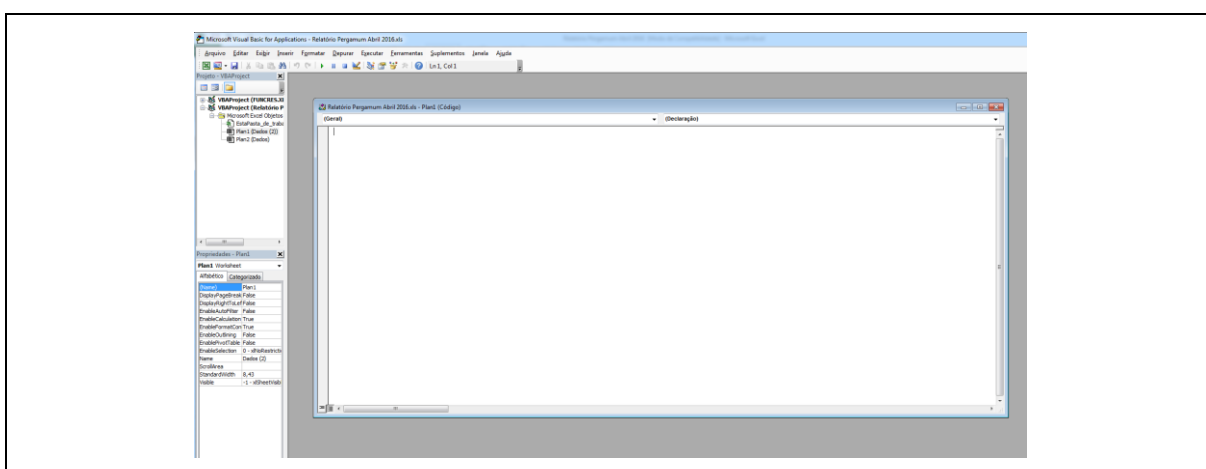 Microsoft Visual Basic for Applications - Relatório Pergamum Abril 2016.xls
Arquivo Editar Exibir Inserir Formatar Depurar Executar Ferramentas Suplementos Janela Ajuda
Ln 1, Col 1
Projeto - VBAProject
VBAProject (FUNCRES.XL
VBAProject (Relatório P
Microsoft Excel Objetos
EstaPasta_de_traba
Plan1 (Dados (2))
Plan2 (Dados)
Relatório Pergamum Abril 2016.xls - Plan1 (Código)
(Geral) (Declaração)
Propriedades - Plan1
Plan1 Worksheet
Alfabético Categorizado
(Name) Plan1
DisplayPageBreak False
DisplayRightToLef False
EnableAutoFilter False
EnableCalculation True
EnableFormatCon True
EnableOutlining False
EnablePivotTable False
EnableSelection 0 - xlNoRestrictio
Name Dados (2)
ScrollArea
StandardWidth 8,43
Visible -1 - xlSheetVisib